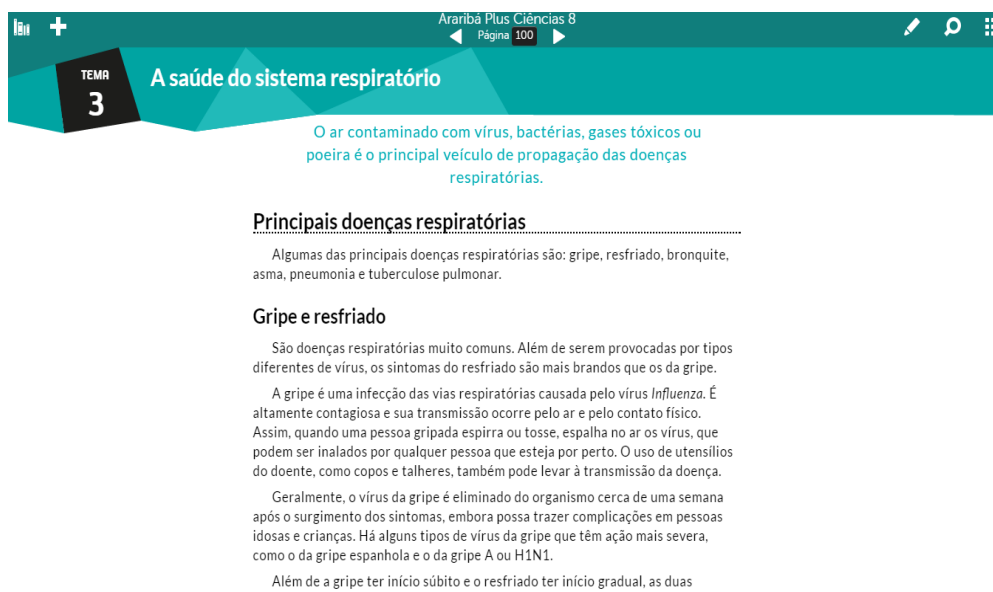 Araribá Plus Ciências 8
Página 100
TEMA
3
A saúde do sistema respiratório
O ar contaminado com vírus, bactérias, gases tóxicos ou
poeira é o principal veículo de propagação das doenças
respiratórias.
Principais doenças respiratórias
Algumas das principais doenças respiratórias são: gripe, resfriado, bronquite,
asma, pneumonia e tuberculose pulmonar.
Gripe e resfriado
São doenças respiratórias muito comuns. Além de serem provocadas por tipos
diferentes de vírus, os sintomas do resfriado são mais brandos que os da gripe.
A gripe é uma infecção das vias respiratórias causada pelo vírus Influenza. É
altamente contagiosa e sua transmissão ocorre pelo ar e pelo contato físico.
Assim, quando uma pessoa gripada espirra ou tosse, espalha no ar os vírus, que
podem ser inalados por qualquer pessoa que esteja por perto. O uso de utensílios
do doente, como copos e talheres, também pode levar à transmissão da doença.
Geralmente, o vírus da gripe é eliminado do organismo cerca de uma semana
após o surgimento dos sintomas, embora possa trazer complicações em pessoas
idosas e crianças. Há alguns tipos de vírus da gripe que têm ação mais severa,
como o da gripe espanhola e o da gripe A ou H1N1.
Além de a gripe ter início súbito e o resfriado ter início gradual, as duas